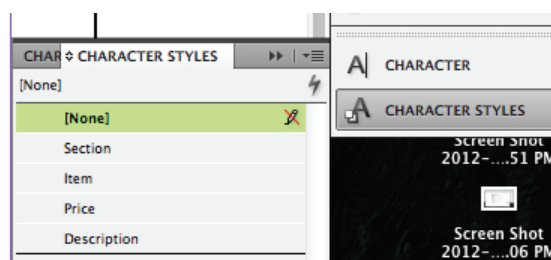 CHAR CHARACTER STYLES
[None]
[None]
Section
Item
Price
Description
A CHARACTER
A CHARACTER STYLES
Screen Shot
2012-....51 PM
Screen Shot
2012-....06 PM